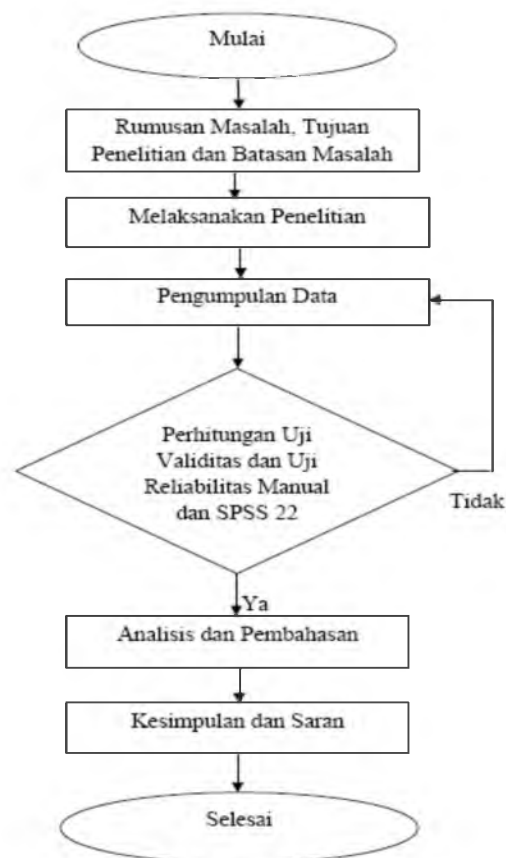 Mulai
Rumusan Masalah, Tujuan
Penelitian dan Batasan Masalah
Melaksanakan Penelitian
Pengumpulan Data
Perhitungan Uji
Validitas dan Uji
Reliabilitas Manual
dan SPSS 22
Tidak
Ya
Analisis dan Pembahasan
Kesimpulan dan Saran
Selesai